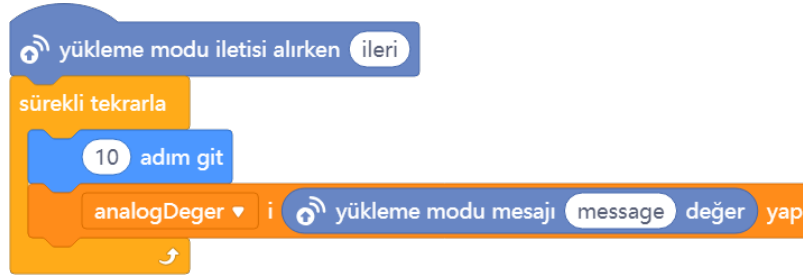 yükleme modu iletisi alırken ileri
sürekli tekrarla
10 adım git
analogDeger i yükleme modu mesajı message değer yap